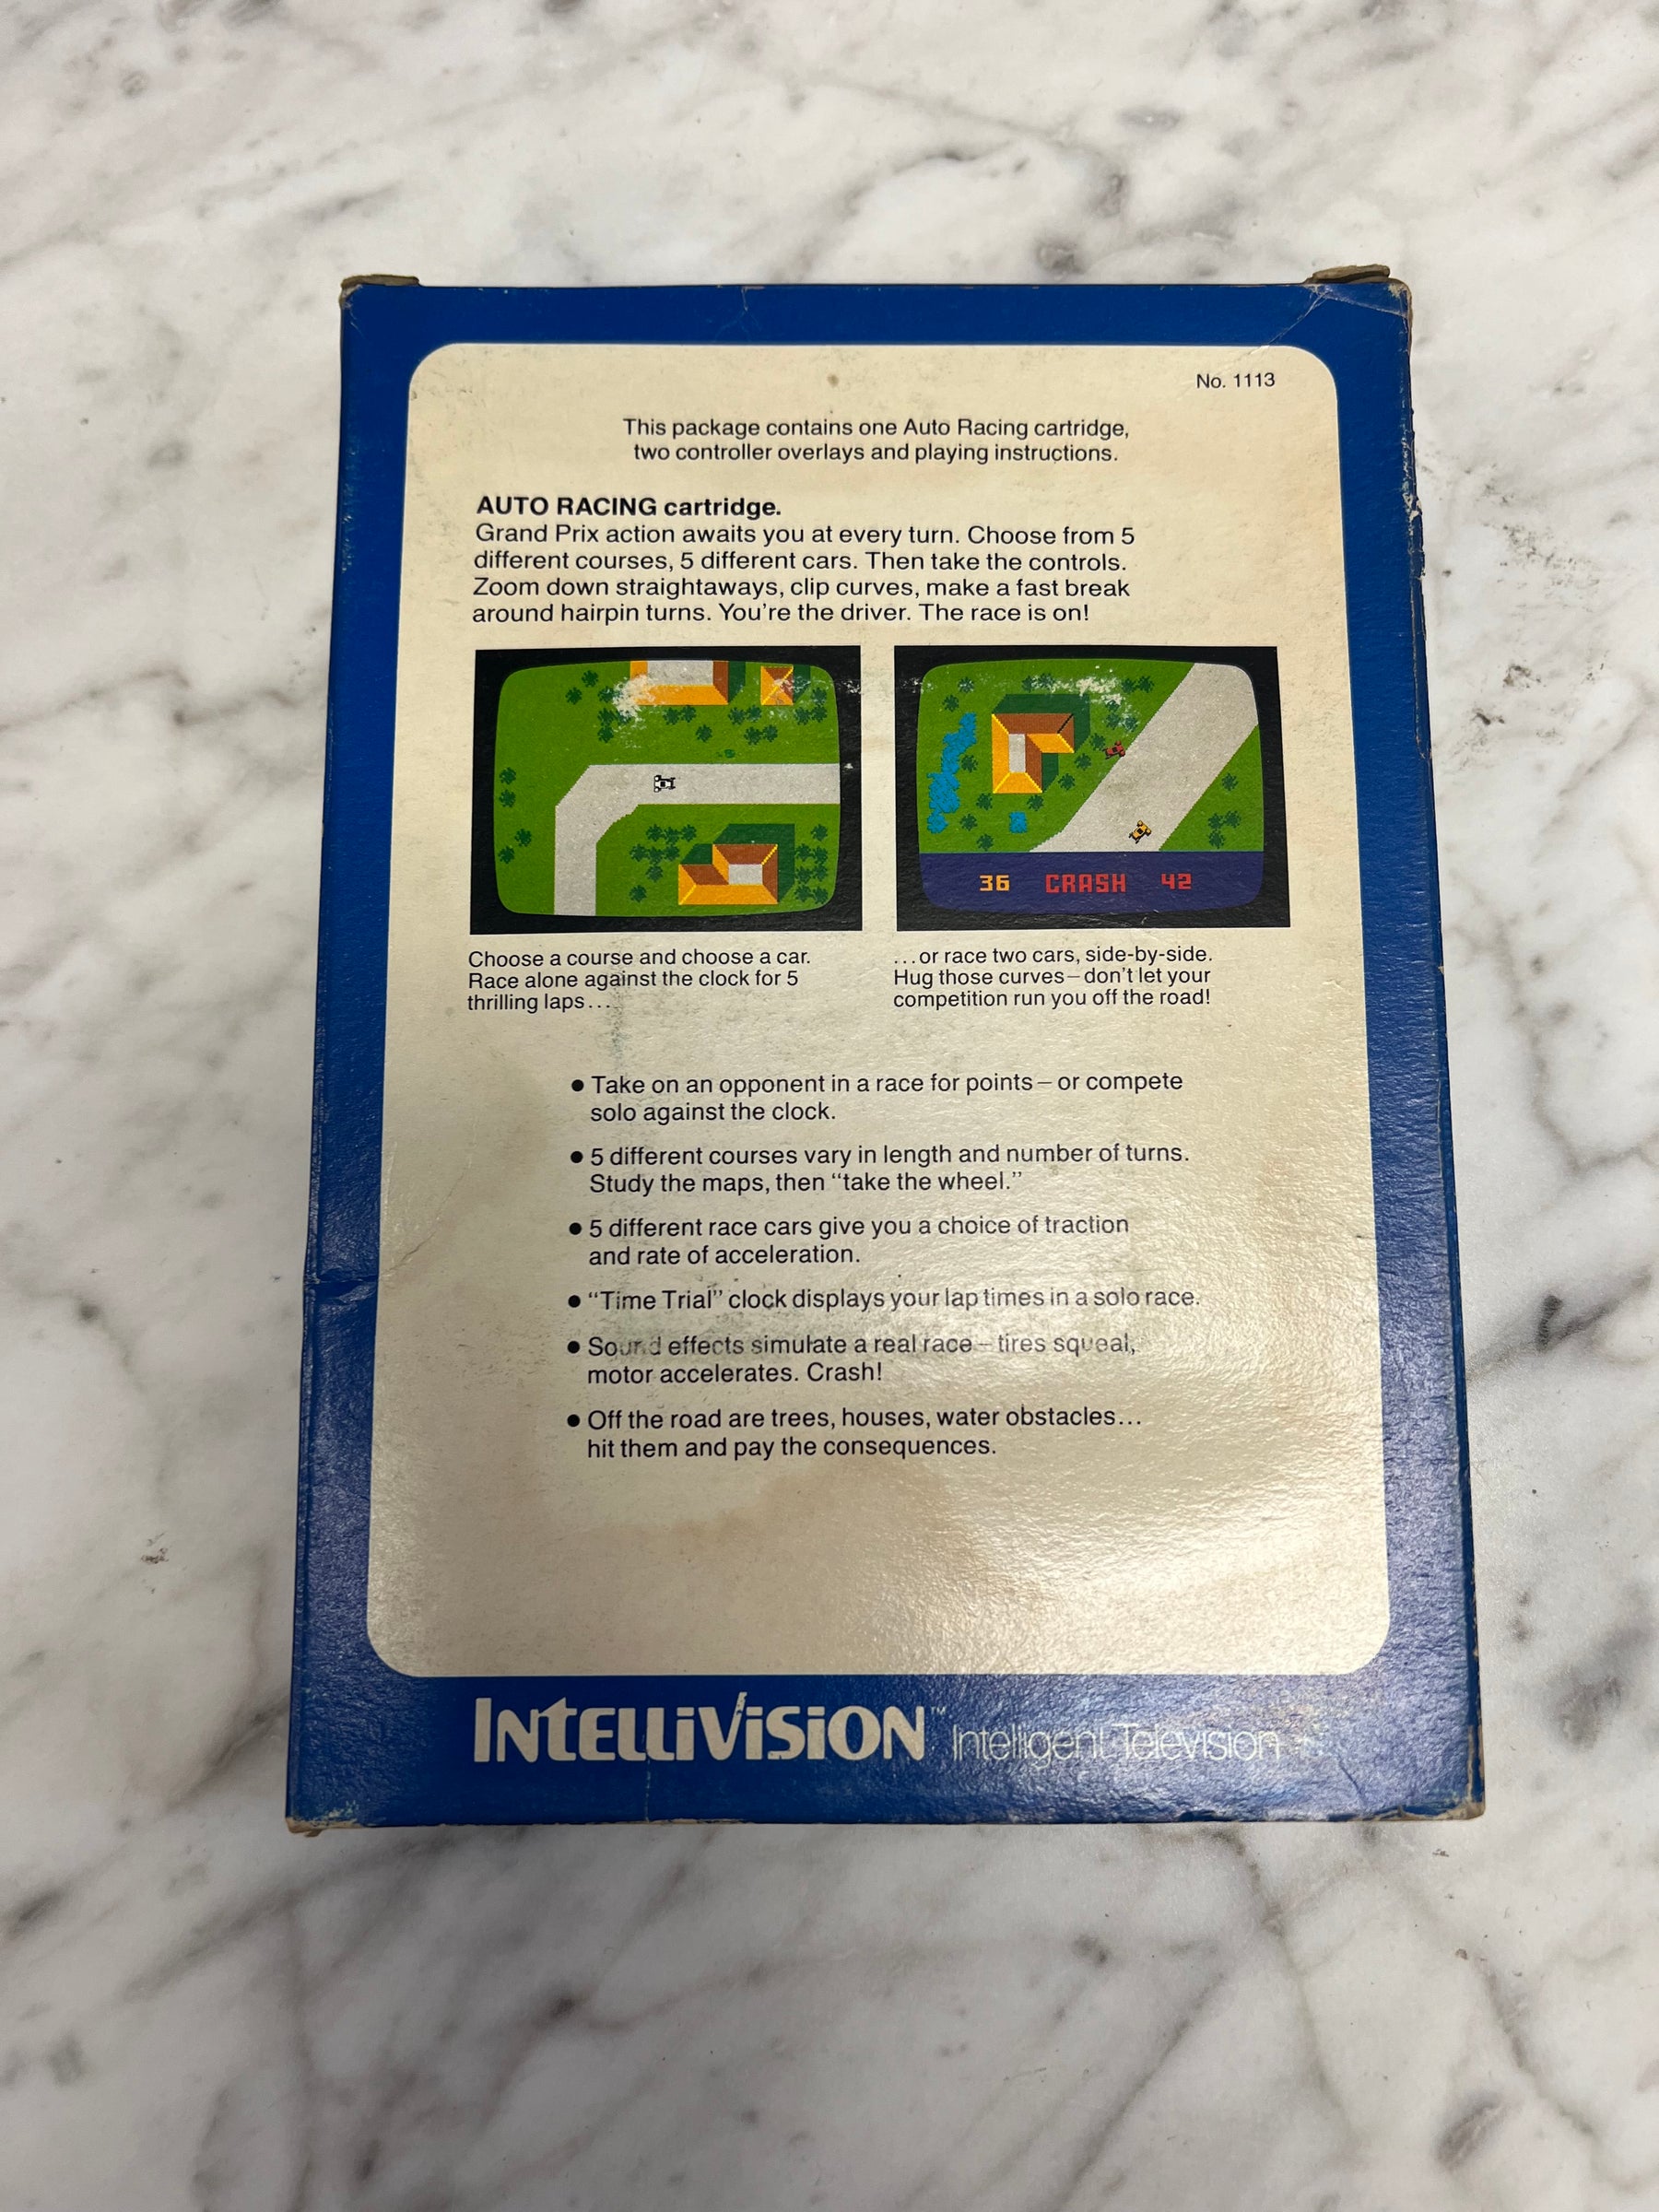 No. 1113
This package contains one Auto Racing cartridge,
two controller overlays and playing instructions.
AUTO RACING cartridge.
Grand Prix action awaits you at every turn. Choose from 5
different courses, 5 different cars. Then take the controls.
Zoom down straightaways, clip curves, make a fast break
around hairpin turns. You're the driver. The race is on!
36 CRASH 42
Choose a course and choose a car.
Race alone against the clock for 5
thrilling laps...
...or race two cars, side-by-side.
Hug those curves—don't let your
competition run you off the road!
● Take on an opponent in a race for points—or compete
solo against the clock.
● 5 different courses vary in length and number of turns.
Study the maps, then “take the wheel.”
● 5 different race cars give you a choice of traction
and rate of acceleration.
● “Time Trial” clock displays your lap times in a solo race.
● Sound effects simulate a real race—tires squeal,
motor accelerates. Crash!
● Off the road are trees, houses, water obstacles...
hit them and pay the consequences.
INTELLIVISION™ Intelligent Television